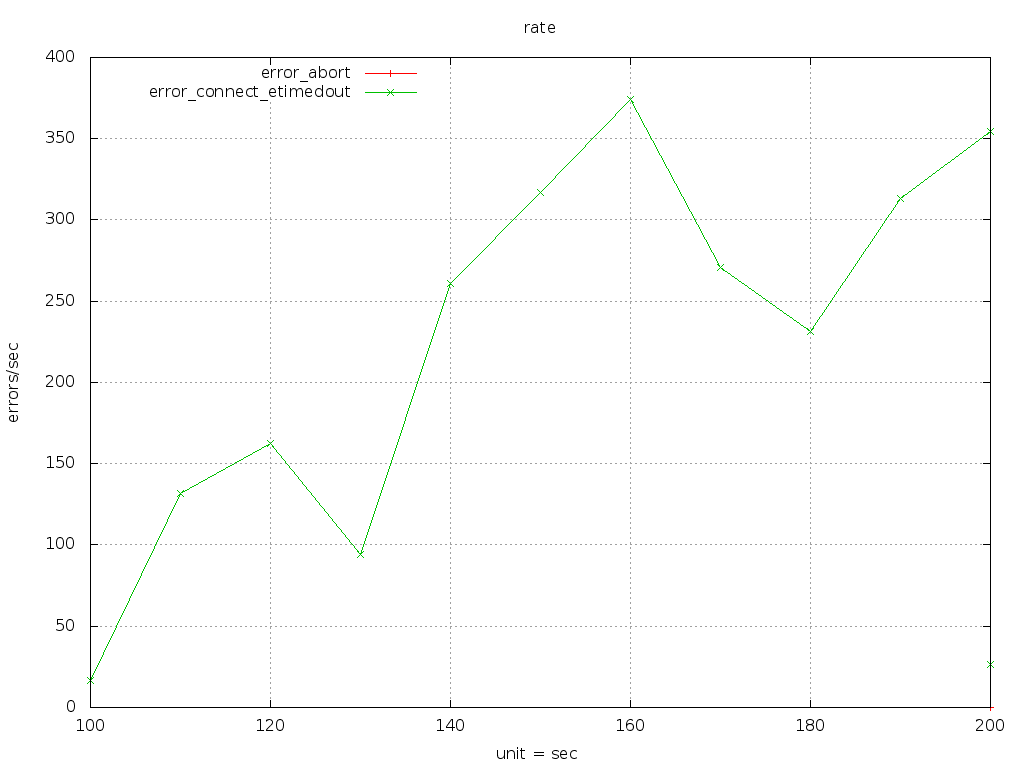 rate
400
error_abort
error_connect_etimedout
350
300
250
200
150
100
50
0
errors/sec
100 120 140 160 180 200
unit = sec